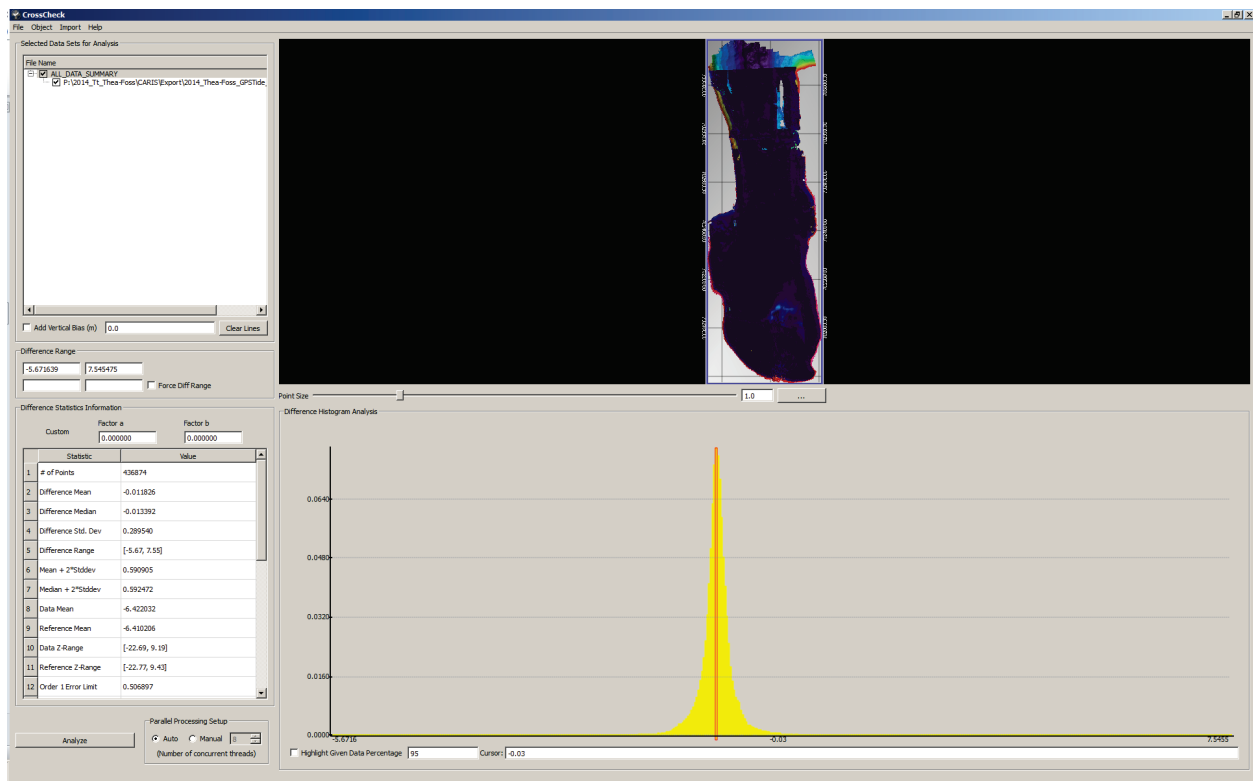 CrossCheck
File Object Import Help
Selected Data Sets for Analysis
File Name
ALL_DATA_SUMMARY
P:\2014_Tt_Thea-Foss\CARIS\Export\2014_Thea-Foss_GPSTide_
Add Vertical Bias (m) 0.0 Clear Lines
Difference Range
-5.671639 7.545475
Force Diff Range
Point Size 1.0 ...
Difference Statistics Information
Custom Factor a Factor b
0.000000 0.000000
Statistic Value
1 # of Points 436874
2 Difference Mean -0.011826
3 Difference Median -0.013392
4 Difference Std. Dev 0.289540
5 Difference Range [-5.67, 7.55]
6 Mean + 2*Stddev 0.590905
7 Median + 2*Stddev 0.592472
8 Data Mean -6.422032
9 Reference Mean -6.410206
10 Data Z-Range [-22.69, 9.19]
11 Reference Z-Range [-22.77, 9.43]
12 Order 1 Error Limit 0.506897
Parallel Processing Setup
Analyze Auto Manual 8
(Number of concurrent threads)
Difference Histogram Analysis
0.0640
0.0480
0.0320
0.0160
0.0000
-5.6716 -0.03 7.5455
Highlight Given Data Percentage 95 Cursor: -0.03